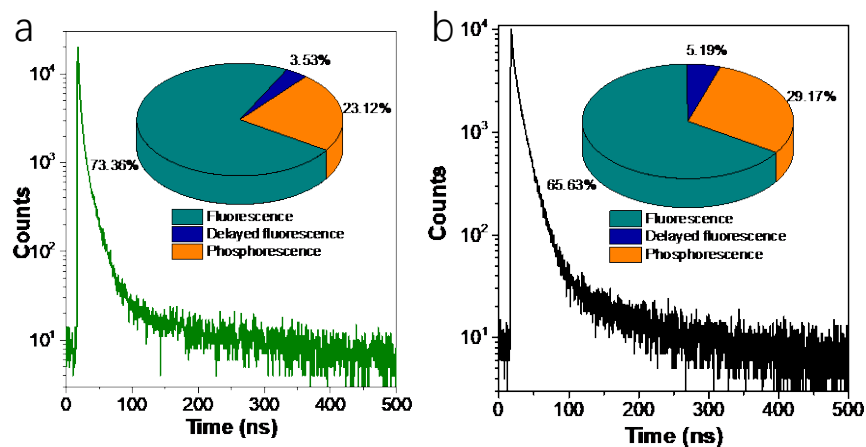 a
3.53%
23.12%
73.36%
Fluorescence
Delayed fluorescence
Phosphorescence
Counts
10⁴
10³
10²
10¹
0 100 200 300 400 500
Time (ns)
b
5.19%
29.17%
65.63%
Fluorescence
Delayed fluorescence
Phosphorescence
Counts
10⁴
10³
10²
10¹
0 100 200 300 400 500
Time (ns)